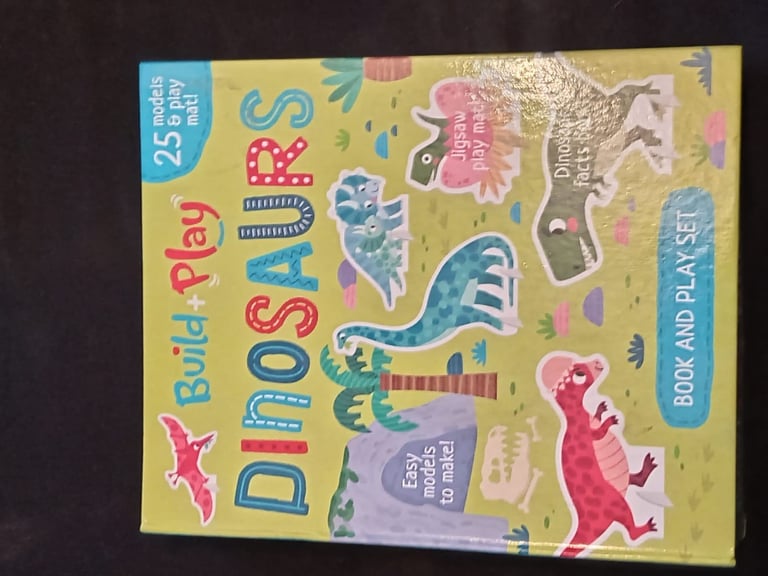 25 models
& play
mat!
Build + Play
DINOSAURS
Jigsaw
play mat!
Dinosaur
facts
Easy
models
to make!
BOOK AND PLAY SET